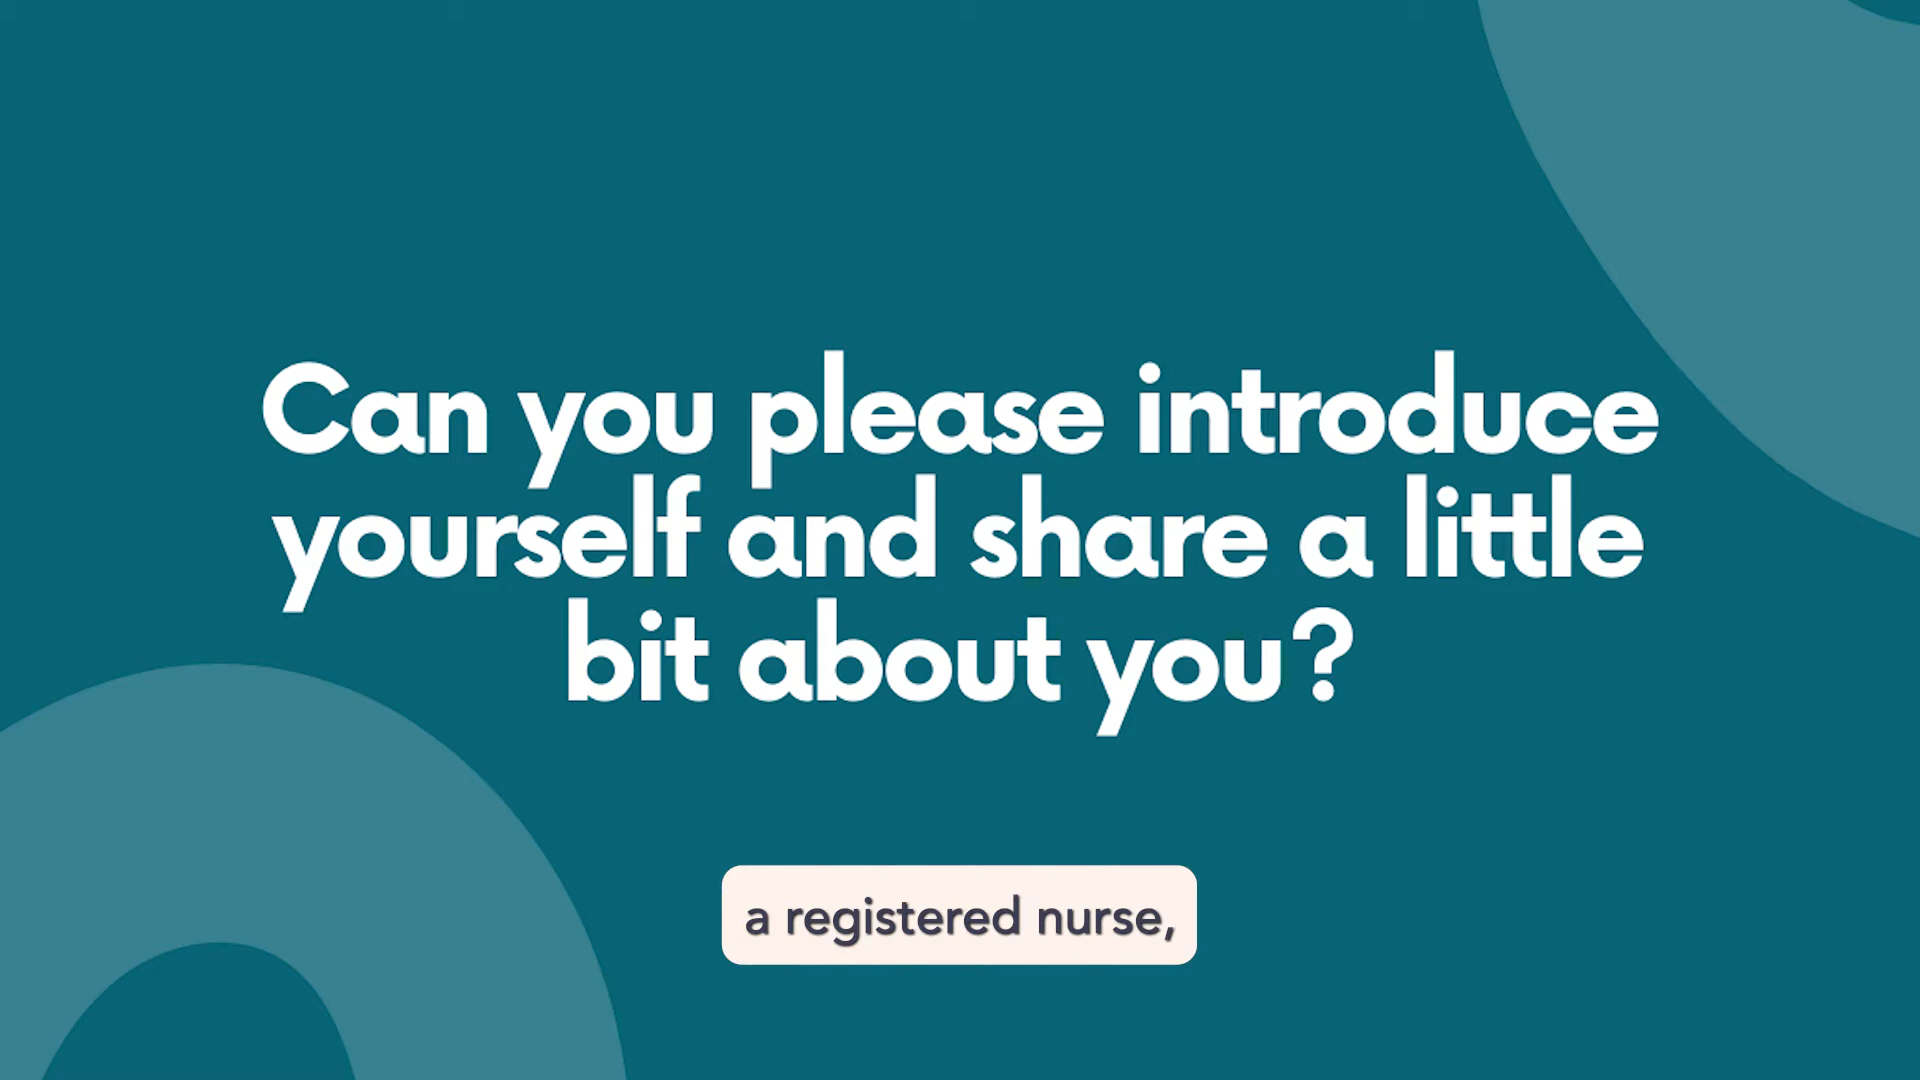 Can you please introduce
yourself and share a little
bit about you?
a registered nurse,